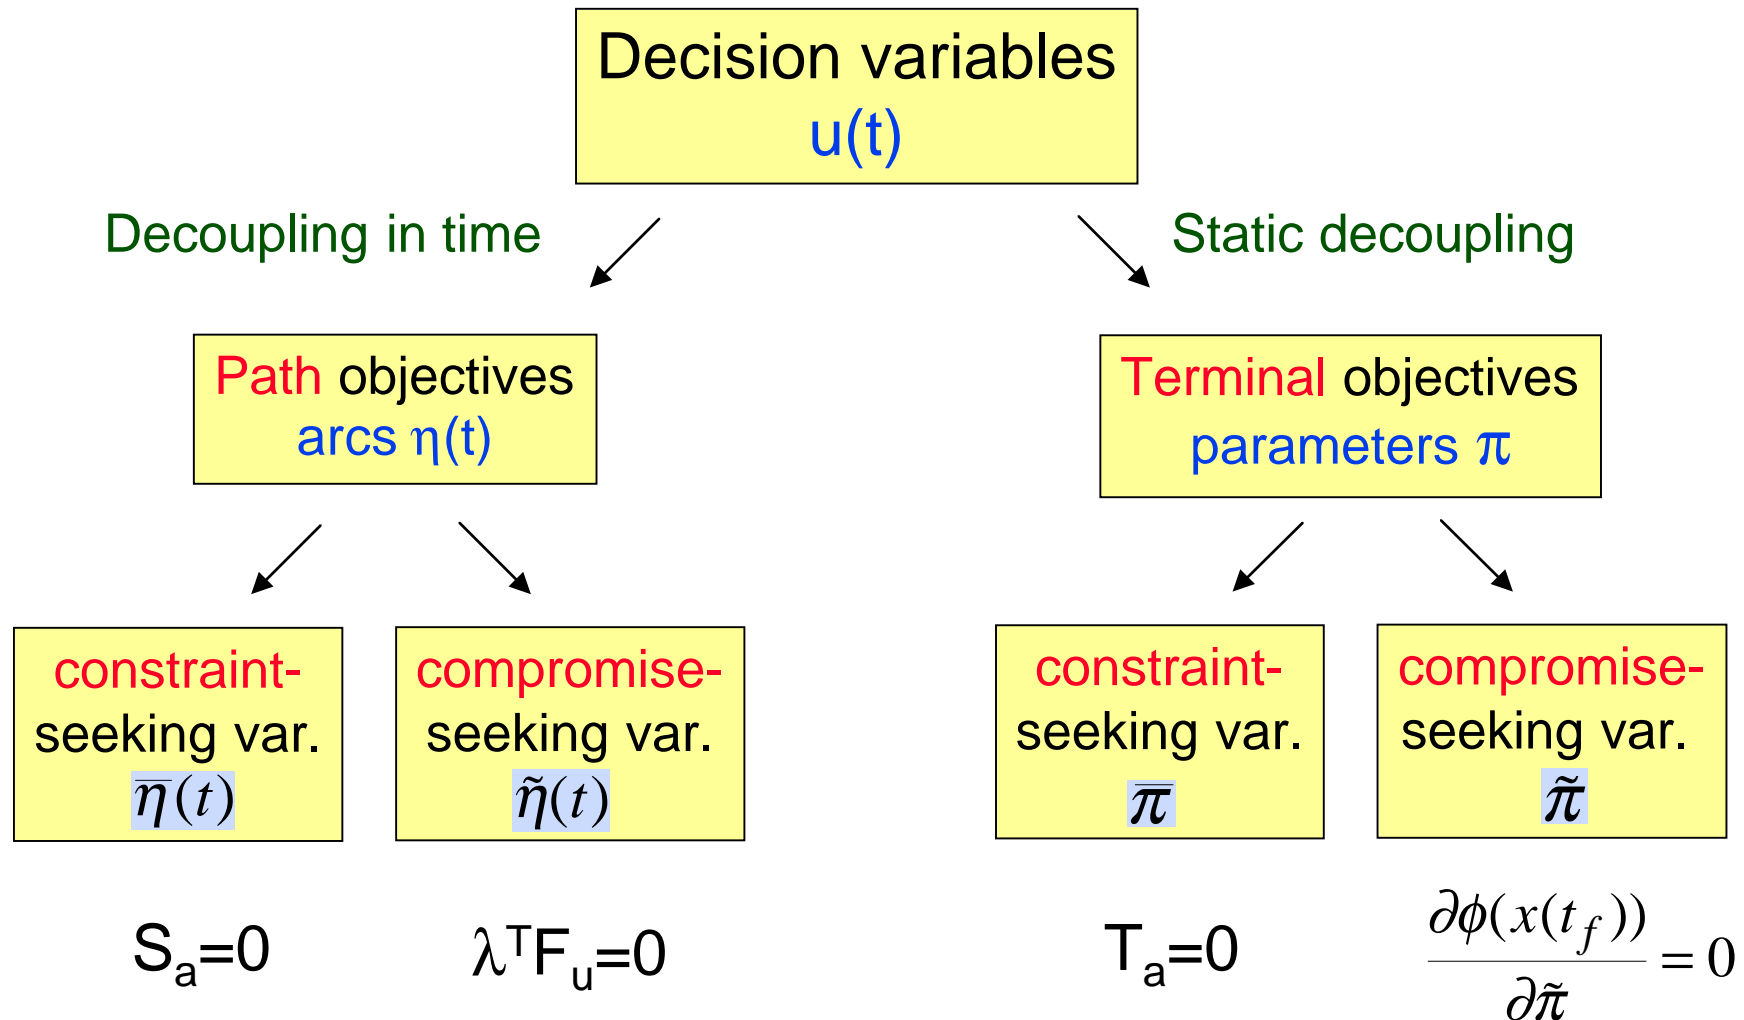 Decision variables
u(t)
Decoupling in time
Static decoupling
Path objectives
arcs η(t)
Terminal objectives
parameters π
constraint-
seeking var.
η̅(t)
compromise-
seeking var.
η̃(t)
constraint-
seeking var.
π̅
compromise-
seeking var.
π̃
Sₐ=0
λᵀFᵤ=0
Tₐ=0
∂ϕ(x(t_f))/∂π̃ = 0